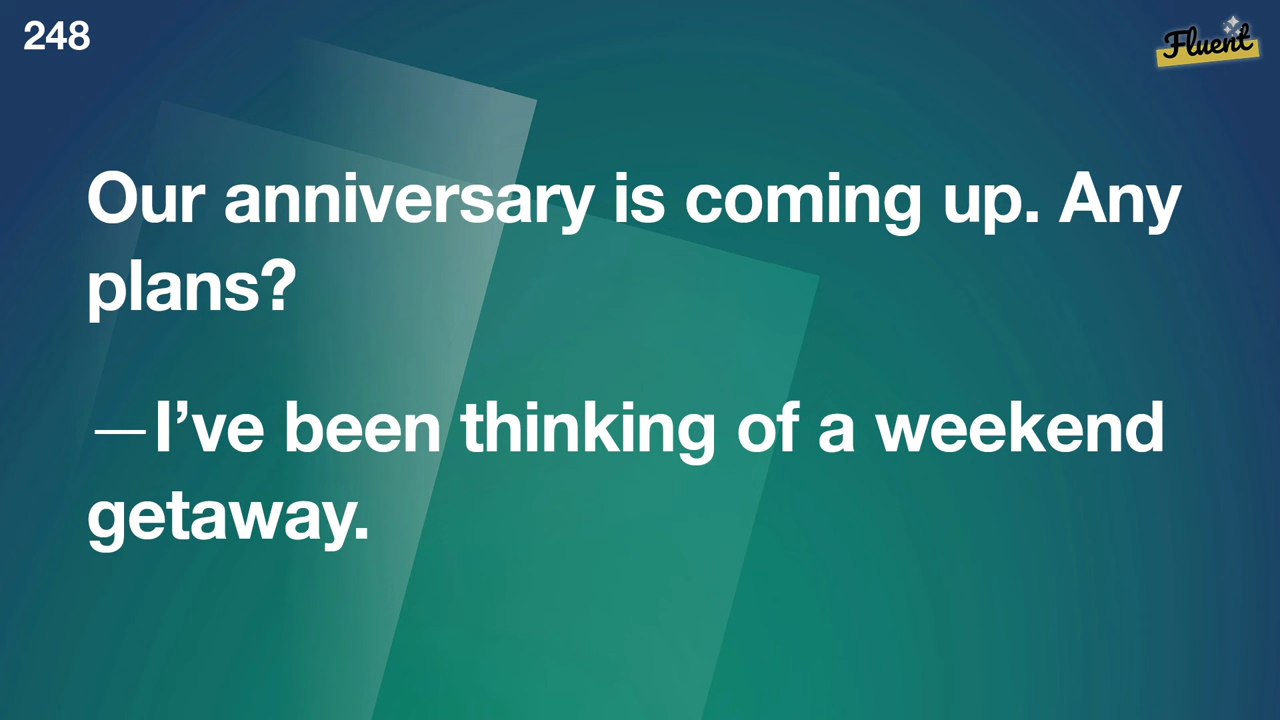 248
Fluent
Our anniversary is coming up. Any
plans?
—I’ve been thinking of a weekend
getaway.